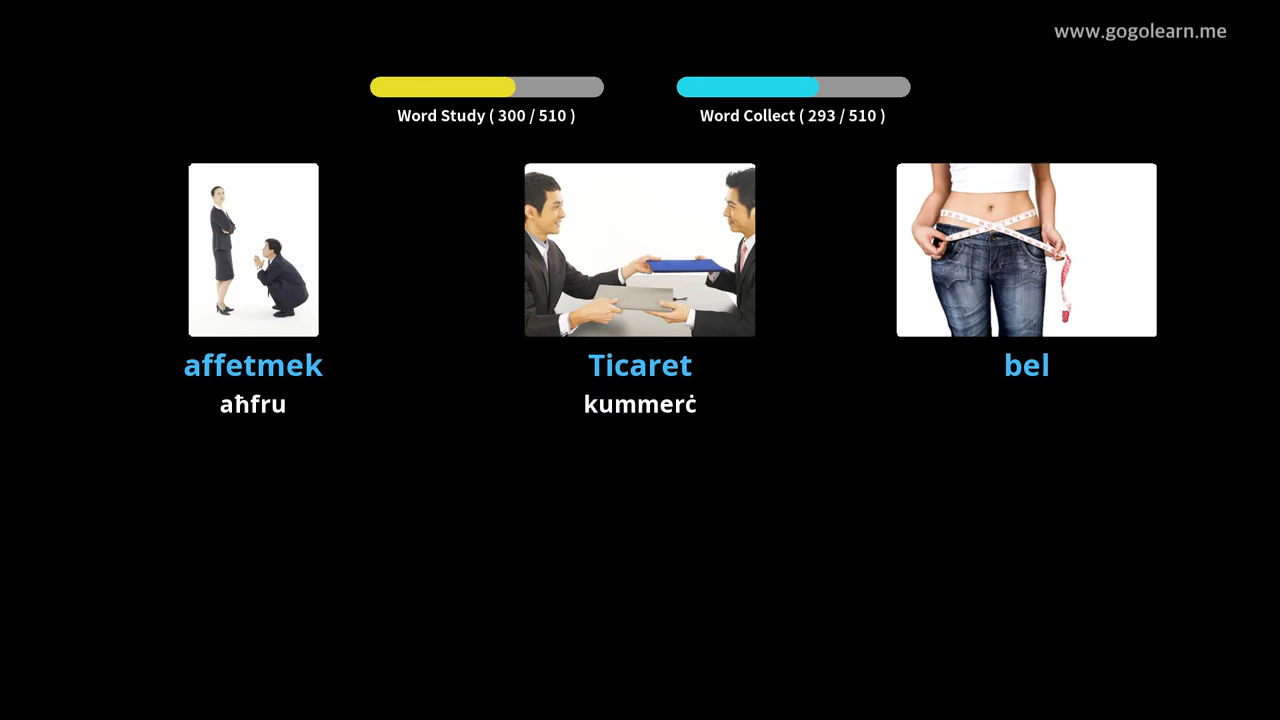 www.gogolearn.me
Word Study ( 300 / 510 )
Word Collect ( 293 / 510 )
affetmek
aħfru
Ticaret
kummerċ
bel